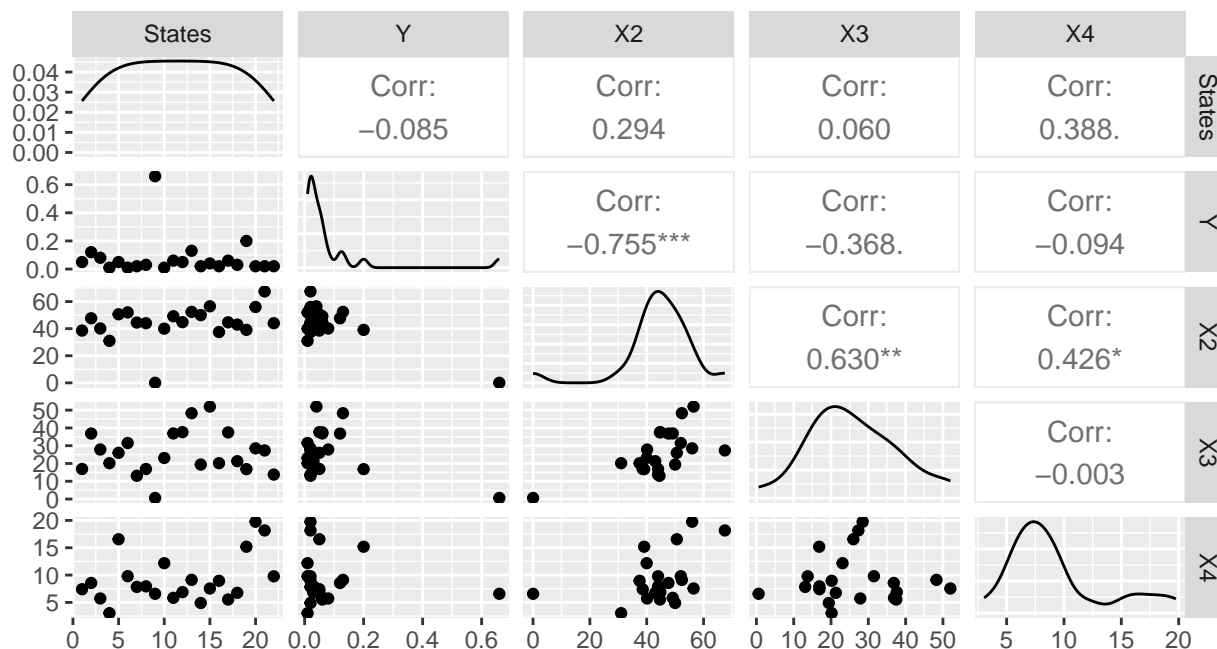 States Y X2 X3 X4
0.04 Corr: Corr: Corr: Corr: States
0.03
0.02 −0.085 0.294 0.060 0.388.
0.01
0.00
0.6 Corr: Corr: Corr: Y
0.4
0.2 −0.755*** −0.368. −0.094
0.0
60 Corr: Corr: X2
40
20 0.630** 0.426*
0
50 Corr: X3
40
30
20 −0.003
10
0
20 X4
15
10
5
0 5 10 15 20 0.0 0.2 0.4 0.6 0 20 40 60 0 10 20 30 40 50 5 10 15 20